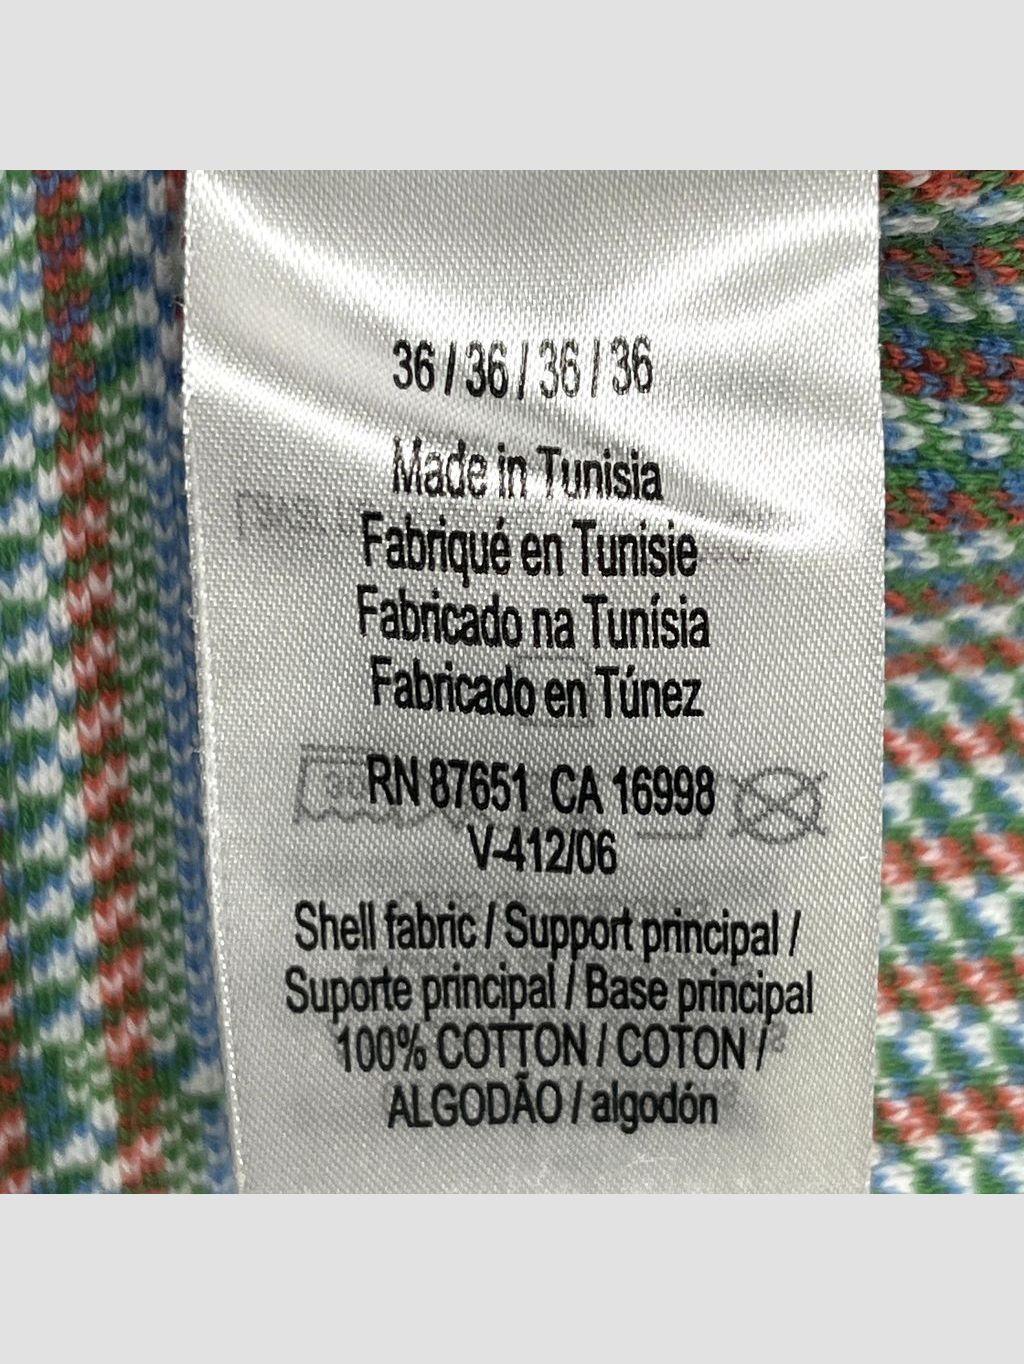 36 / 36 / 36 / 36
Made in Tunisia
Fabriqué en Tunisie
Fabricado na Tunísia
Fabricado en Túnez
RN 87651 CA 16998
V-412/06
Shell fabric / Support principal /
Suporte principal / Base principal
100% COTTON / COTON /
ALGODÃO / algodón